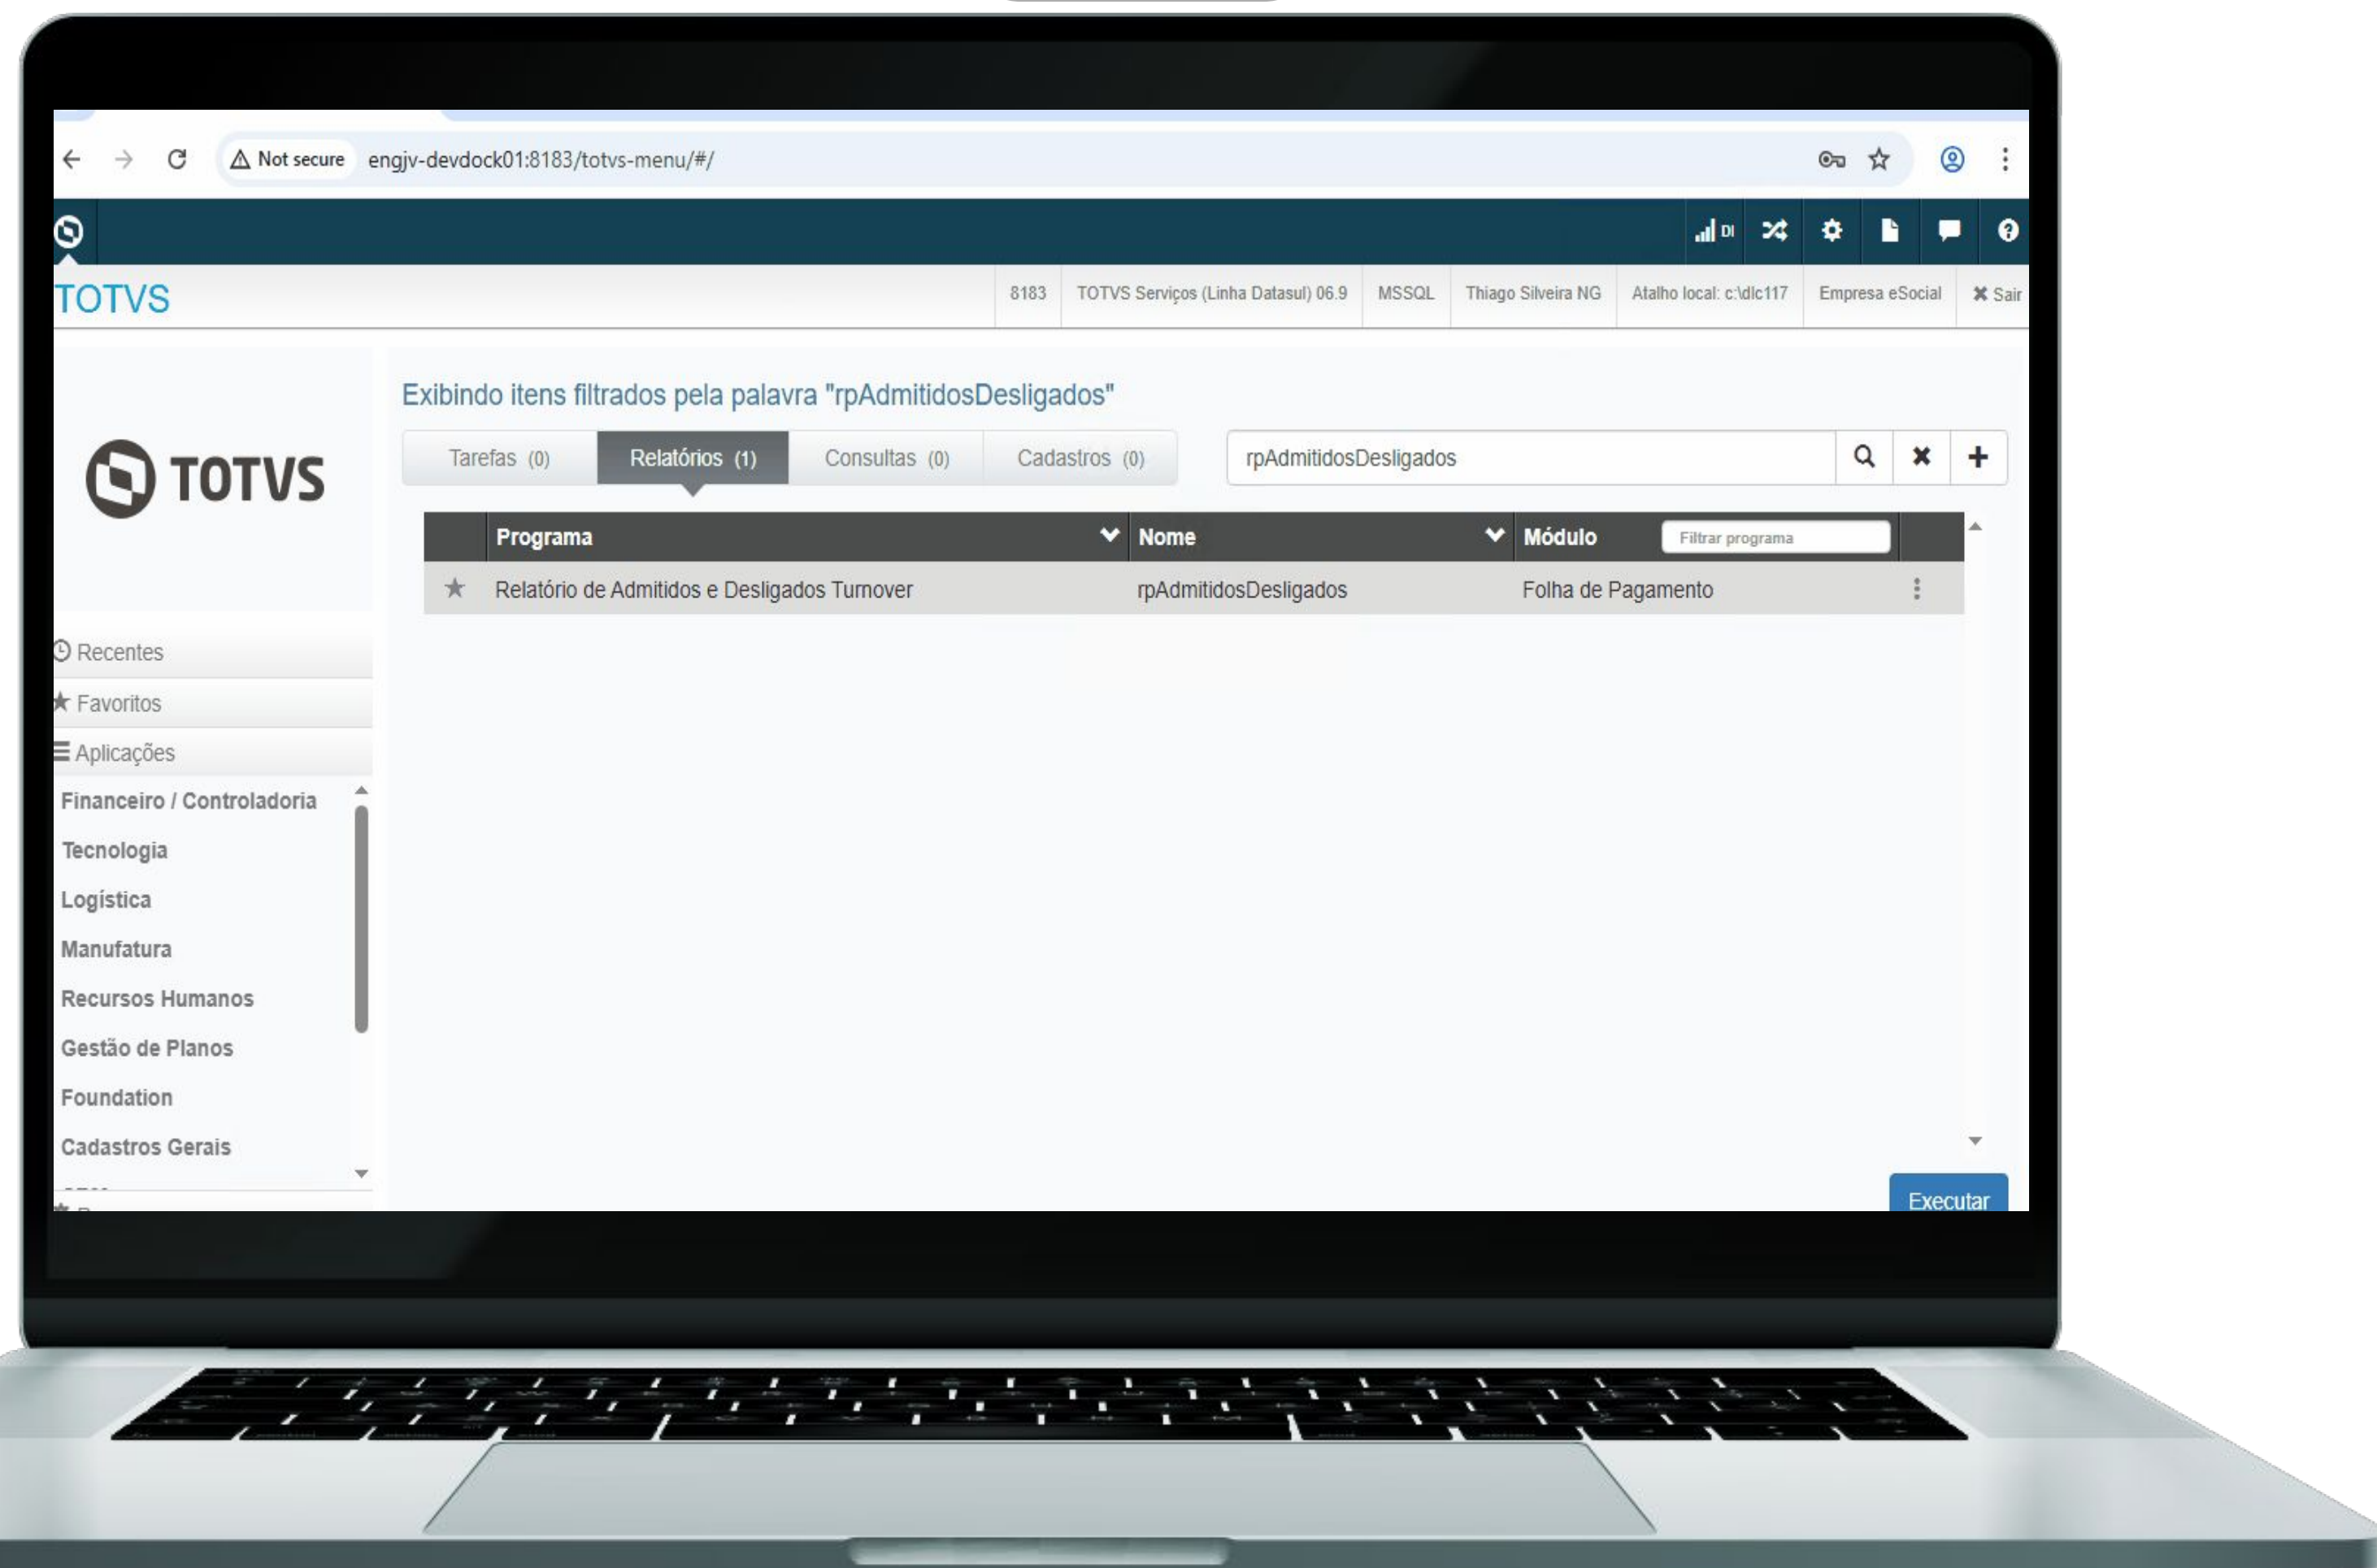 Not secure engjv-devdock01:8183/totvs-menu/#/
DI
TOTVS 8183 TOTVS Serviços (Linha Datasul) 06.9 MSSQL Thiago Silveira NG Atalho local: c:\dlc117 Empresa eSocial Sair
Exibindo itens filtrados pela palavra "rpAdmitidosDesligados"
Tarefas (0) Relatórios (1) Consultas (0) Cadastros (0) rpAdmitidosDesligados
TOTVS
Programa Nome Módulo Filtrar programa
Relatório de Admitidos e Desligados Turnover rpAdmitidosDesligados Folha de Pagamento
Recentes
Favoritos
Aplicações
Financeiro / Controladoria
Tecnologia
Logística
Manufatura
Recursos Humanos
Gestão de Planos
Foundation
Cadastros Gerais
Executar